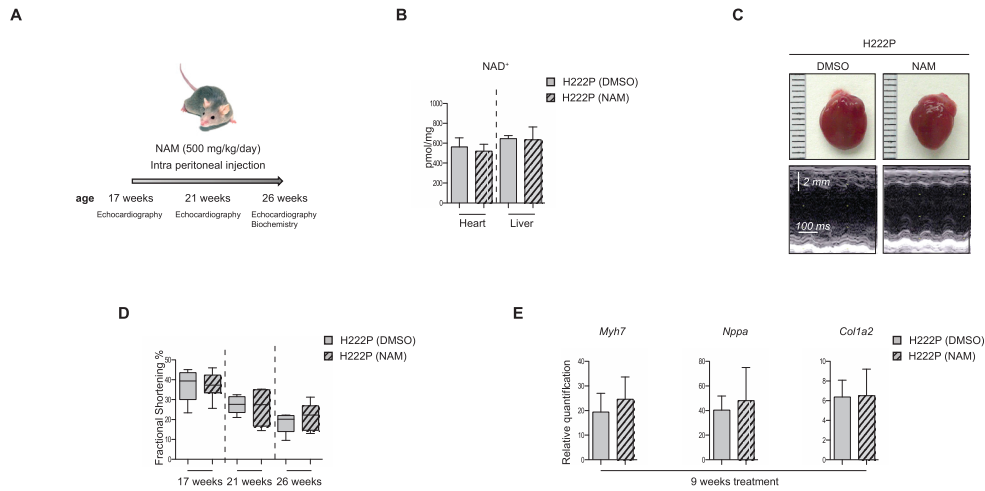 A
NAM (500 mg/kg/day)
Intra peritoneal injection
age 17 weeks 21 weeks 26 weeks
Echocardiography Echocardiography Echocardiography
Biochemistry
B
NAD+
H222P (DMSO)
H222P (NAM)
pmol/mg
1000
800
600
400
200
0
Heart Liver
C
H222P
DMSO NAM
2 mm
100 ms
D
H222P (DMSO)
H222P (NAM)
Fractional Shortening %
50
40
30
20
10
0
17 weeks 21 weeks 26 weeks
E
Myh7 Nppa Col1a2
H222P (DMSO)
H222P (NAM)
Relative quantification
40
30
20
10
0
80
60
40
20
0
10
8
6
4
2
0
9 weeks treatment